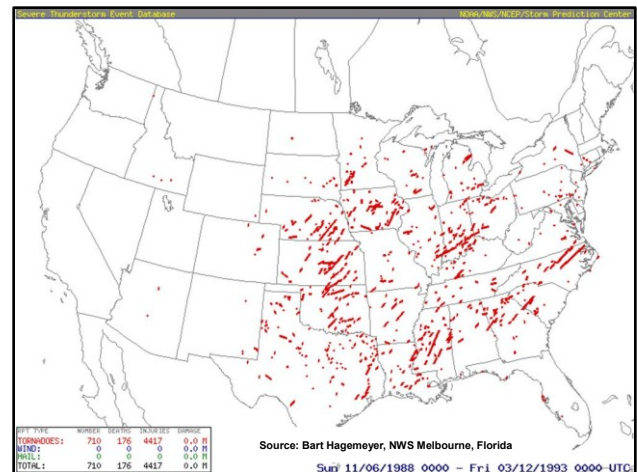 Severe Thunderstorm Event Database NOAA/NWS/NCEP/Storm Prediction Center
RPT TYPE NUMBER DEATHS INJURIES DAMAGE
TORNADOES: 710 176 4417 0.0 M
WIND: 0 0 0 0.0 M
HAIL: 0 0 0 0.0 M
TOTAL: 710 176 4417 0.0 M
Source: Bart Hagemeyer, NWS Melbourne, Florida
Sun 11/06/1988 0000 - Fri 03/12/1993 0000 UTC